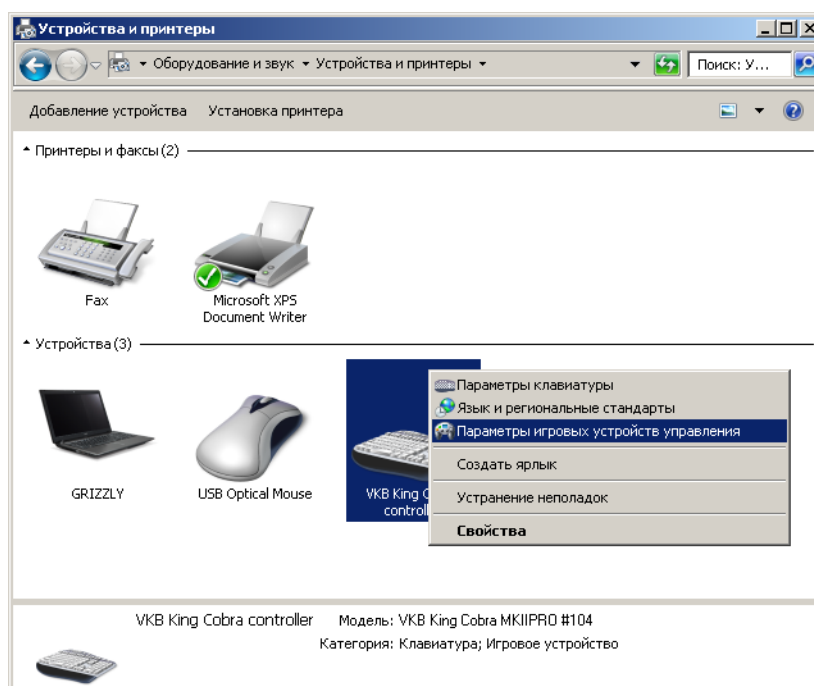 Устройства и принтеры
Оборудование и звук Устройства и принтеры
Поиск: У...
Добавление устройства Установка принтера
Принтеры и факсы (2)
Fax
Microsoft XPS
Document Writer
Устройства (3)
Параметры клавиатуры
Язык и региональные стандарты
Параметры игровых устройств управления
Создать ярлык
Устранение неполадок
Свойства
GRIZZLY
USB Optical Mouse
VKB King
VKB King Cobra controller
Модель: VKB King Cobra MKIIPRO #104
Категория: Клавиатура; Игровое устройство